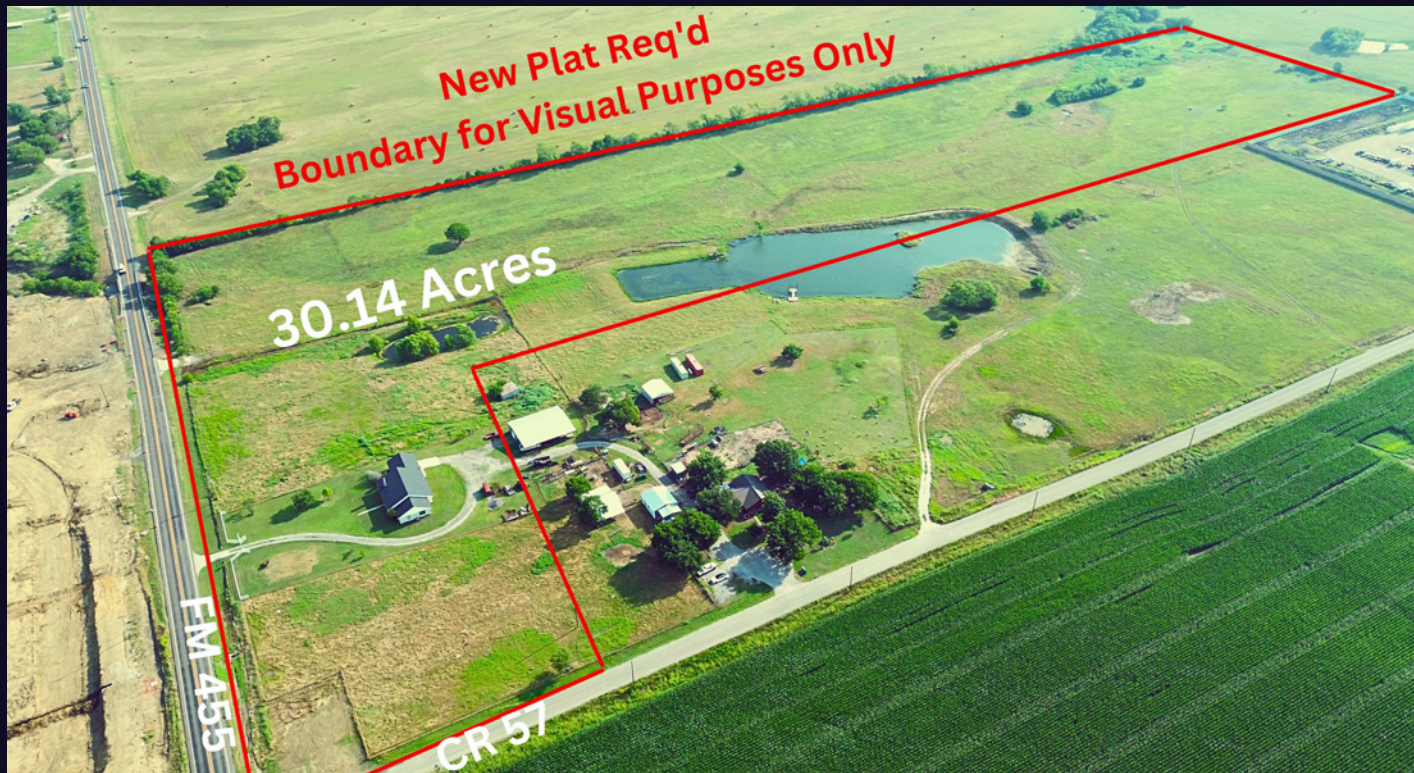 New Plat Req'd
Boundary for Visual Purposes Only
30.14 Acres
FM 455
CR 57